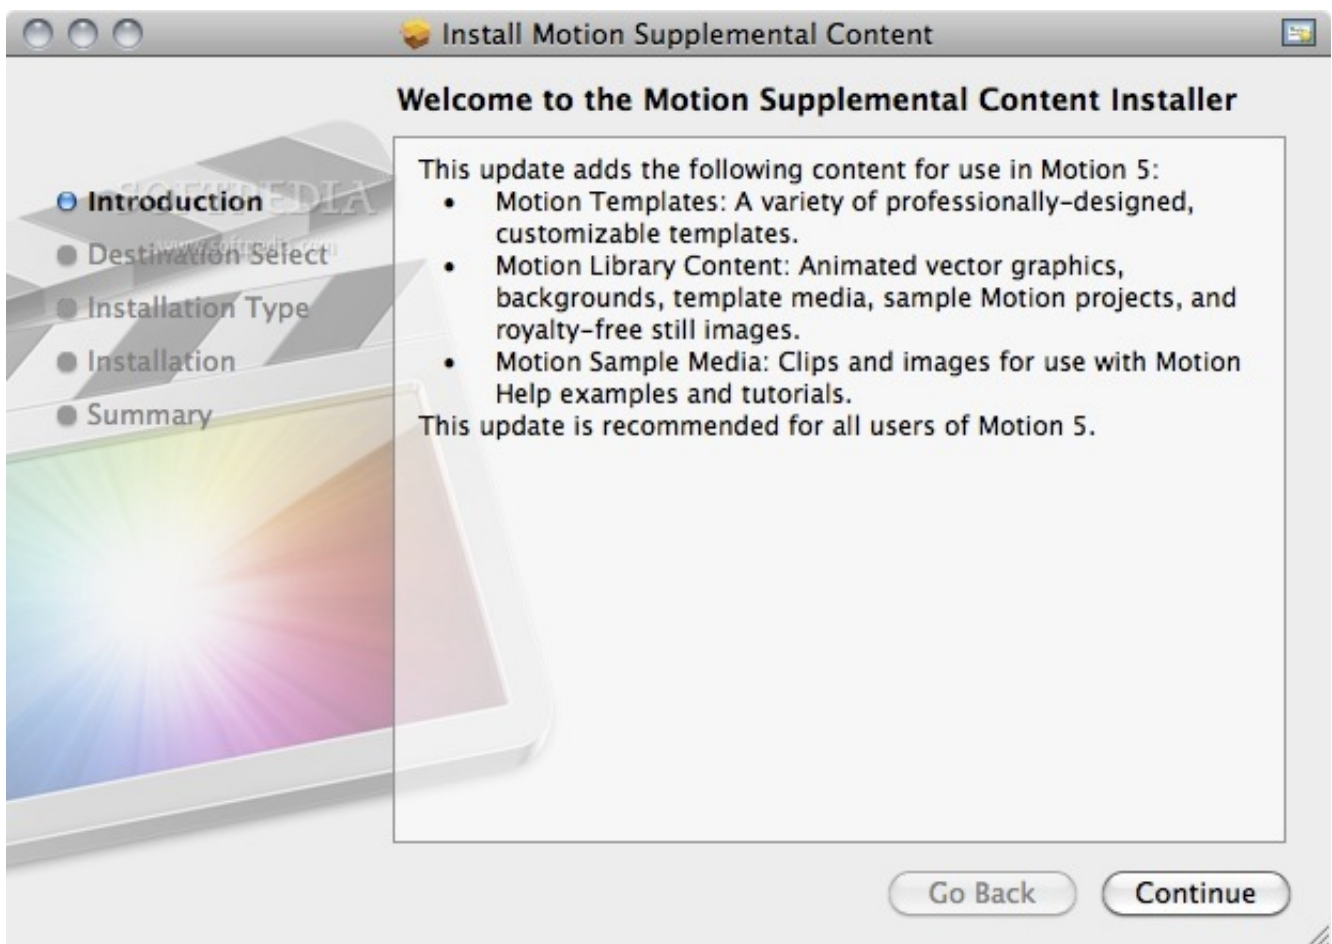 Install Motion Supplemental Content
Welcome to the Motion Supplemental Content Installer
Introduction
Destination Select
Installation Type
Installation
Summary
SOFTPEDIA
www.softpedia.com
This update adds the following content for use in Motion 5:
• Motion Templates: A variety of professionally-designed,
customizable templates.
• Motion Library Content: Animated vector graphics,
backgrounds, template media, sample Motion projects, and
royalty-free still images.
• Motion Sample Media: Clips and images for use with Motion
Help examples and tutorials.
This update is recommended for all users of Motion 5.
Go Back
Continue